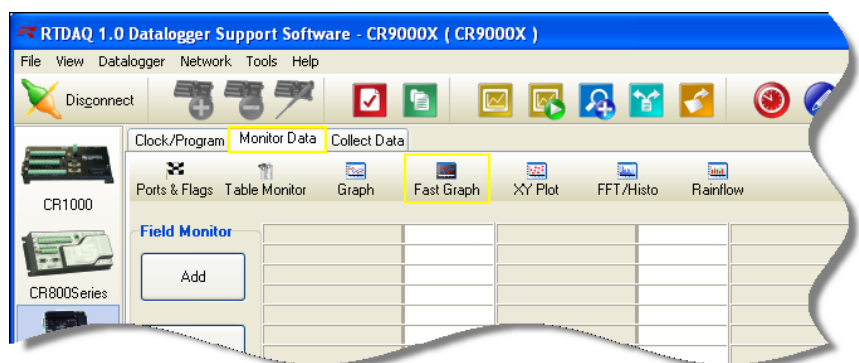 RTDAQ 1.0 Datalogger Support Software - CR9000X ( CR9000X )
File View Datalogger Network Tools Help
Disconnect
Clock/Program Monitor Data Collect Data
Ports & Flags Table Monitor Graph Fast Graph XY Plot FFT/Histo Rainflow
CR1000
Field Monitor
Add
CR800Series